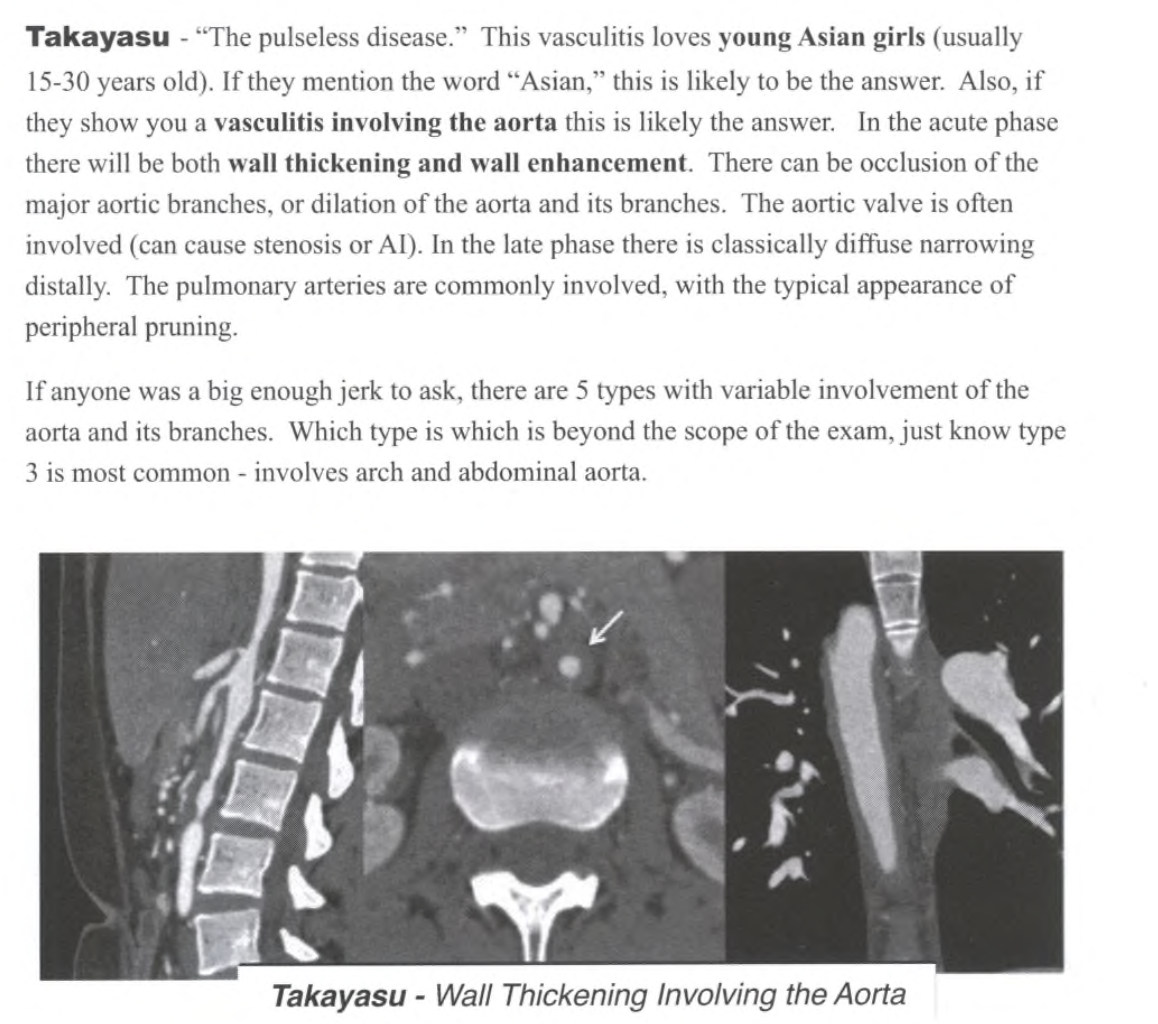 Takayasu - “The pulseless disease.” This vasculitis loves young Asian girls (usually
15-30 years old). If they mention the word “Asian,” this is likely to be the answer. Also, if
they show you a vasculitis involving the aorta this is likely the answer. In the acute phase
there will be both wall thickening and wall enhancement. There can be occlusion of the
major aortic branches, or dilation of the aorta and its branches. The aortic valve is often
involved (can cause stenosis or AI). In the late phase there is classically diffuse narrowing
distally. The pulmonary arteries are commonly involved, with the typical appearance of
peripheral pruning.
If anyone was a big enough jerk to ask, there are 5 types with variable involvement of the
aorta and its branches. Which type is which is beyond the scope of the exam, just know type
3 is most common - involves arch and abdominal aorta.
Takayasu - Wall Thickening Involving the Aorta